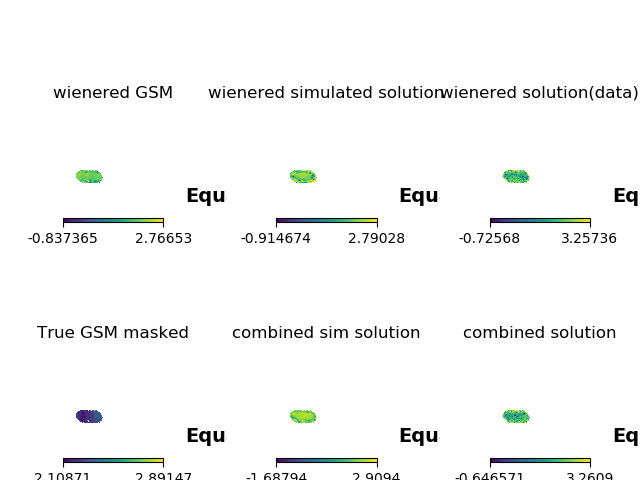 wienered GSM
wienered simulated solution
wienered solution(data)
Equ
Equ
Eq
-0.837365 2.76653
-0.914674 2.79028
-0.72568 3.25736
True GSM masked
combined sim solution
combined solution
Equ
Equ
Eq
2.10871 2.89147
-1.68794 2.9094
-0.646571 3.2609